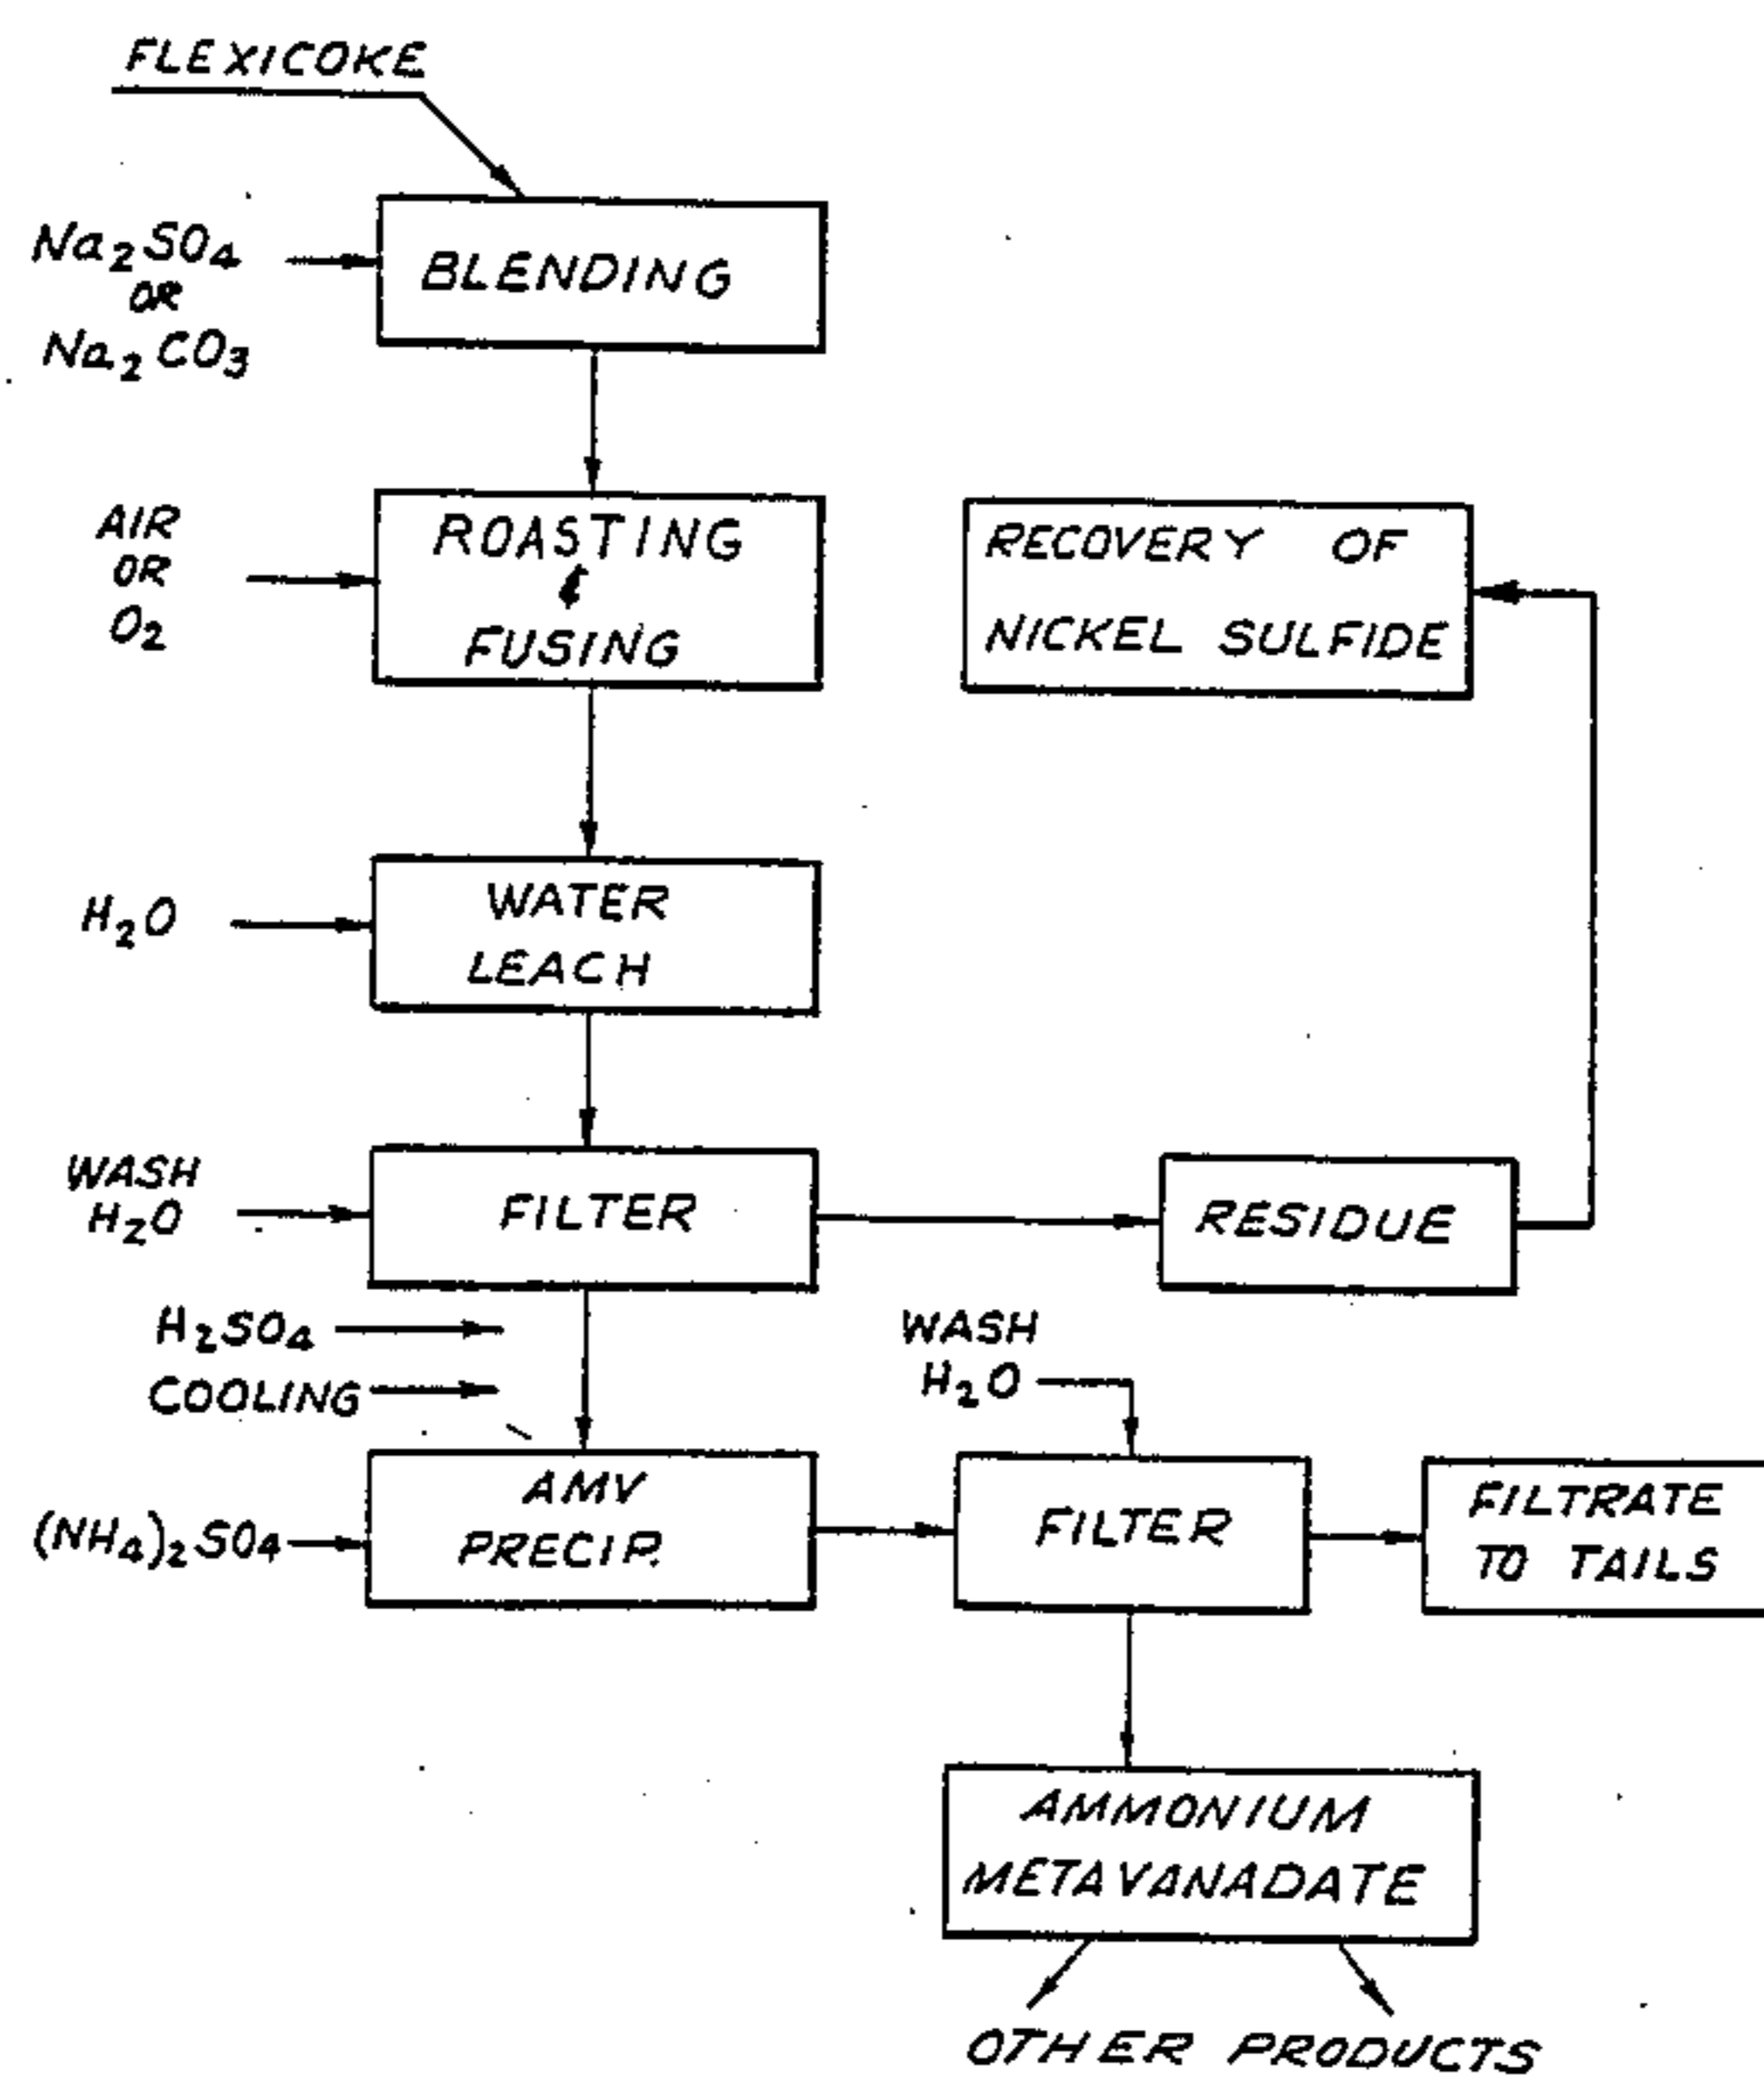 FLEXICOKE
Na₂SO₄
OR
Na₂CO₃
BLENDING
AIR
OR
O₂
ROASTING
&
FUSING
RECOVERY OF
NICKEL SULFIDE
H₂O
WATER
LEACH
WASH
H₂O
FILTER
RESIDUE
H₂SO₄
COOLING
WASH
H₂O
(NH₄)₂SO₄
AMV
PRECIP.
FILTER
FILTRATE
TO TAILS
AMMONIUM
METAVANADATE
OTHER PRODUCTS